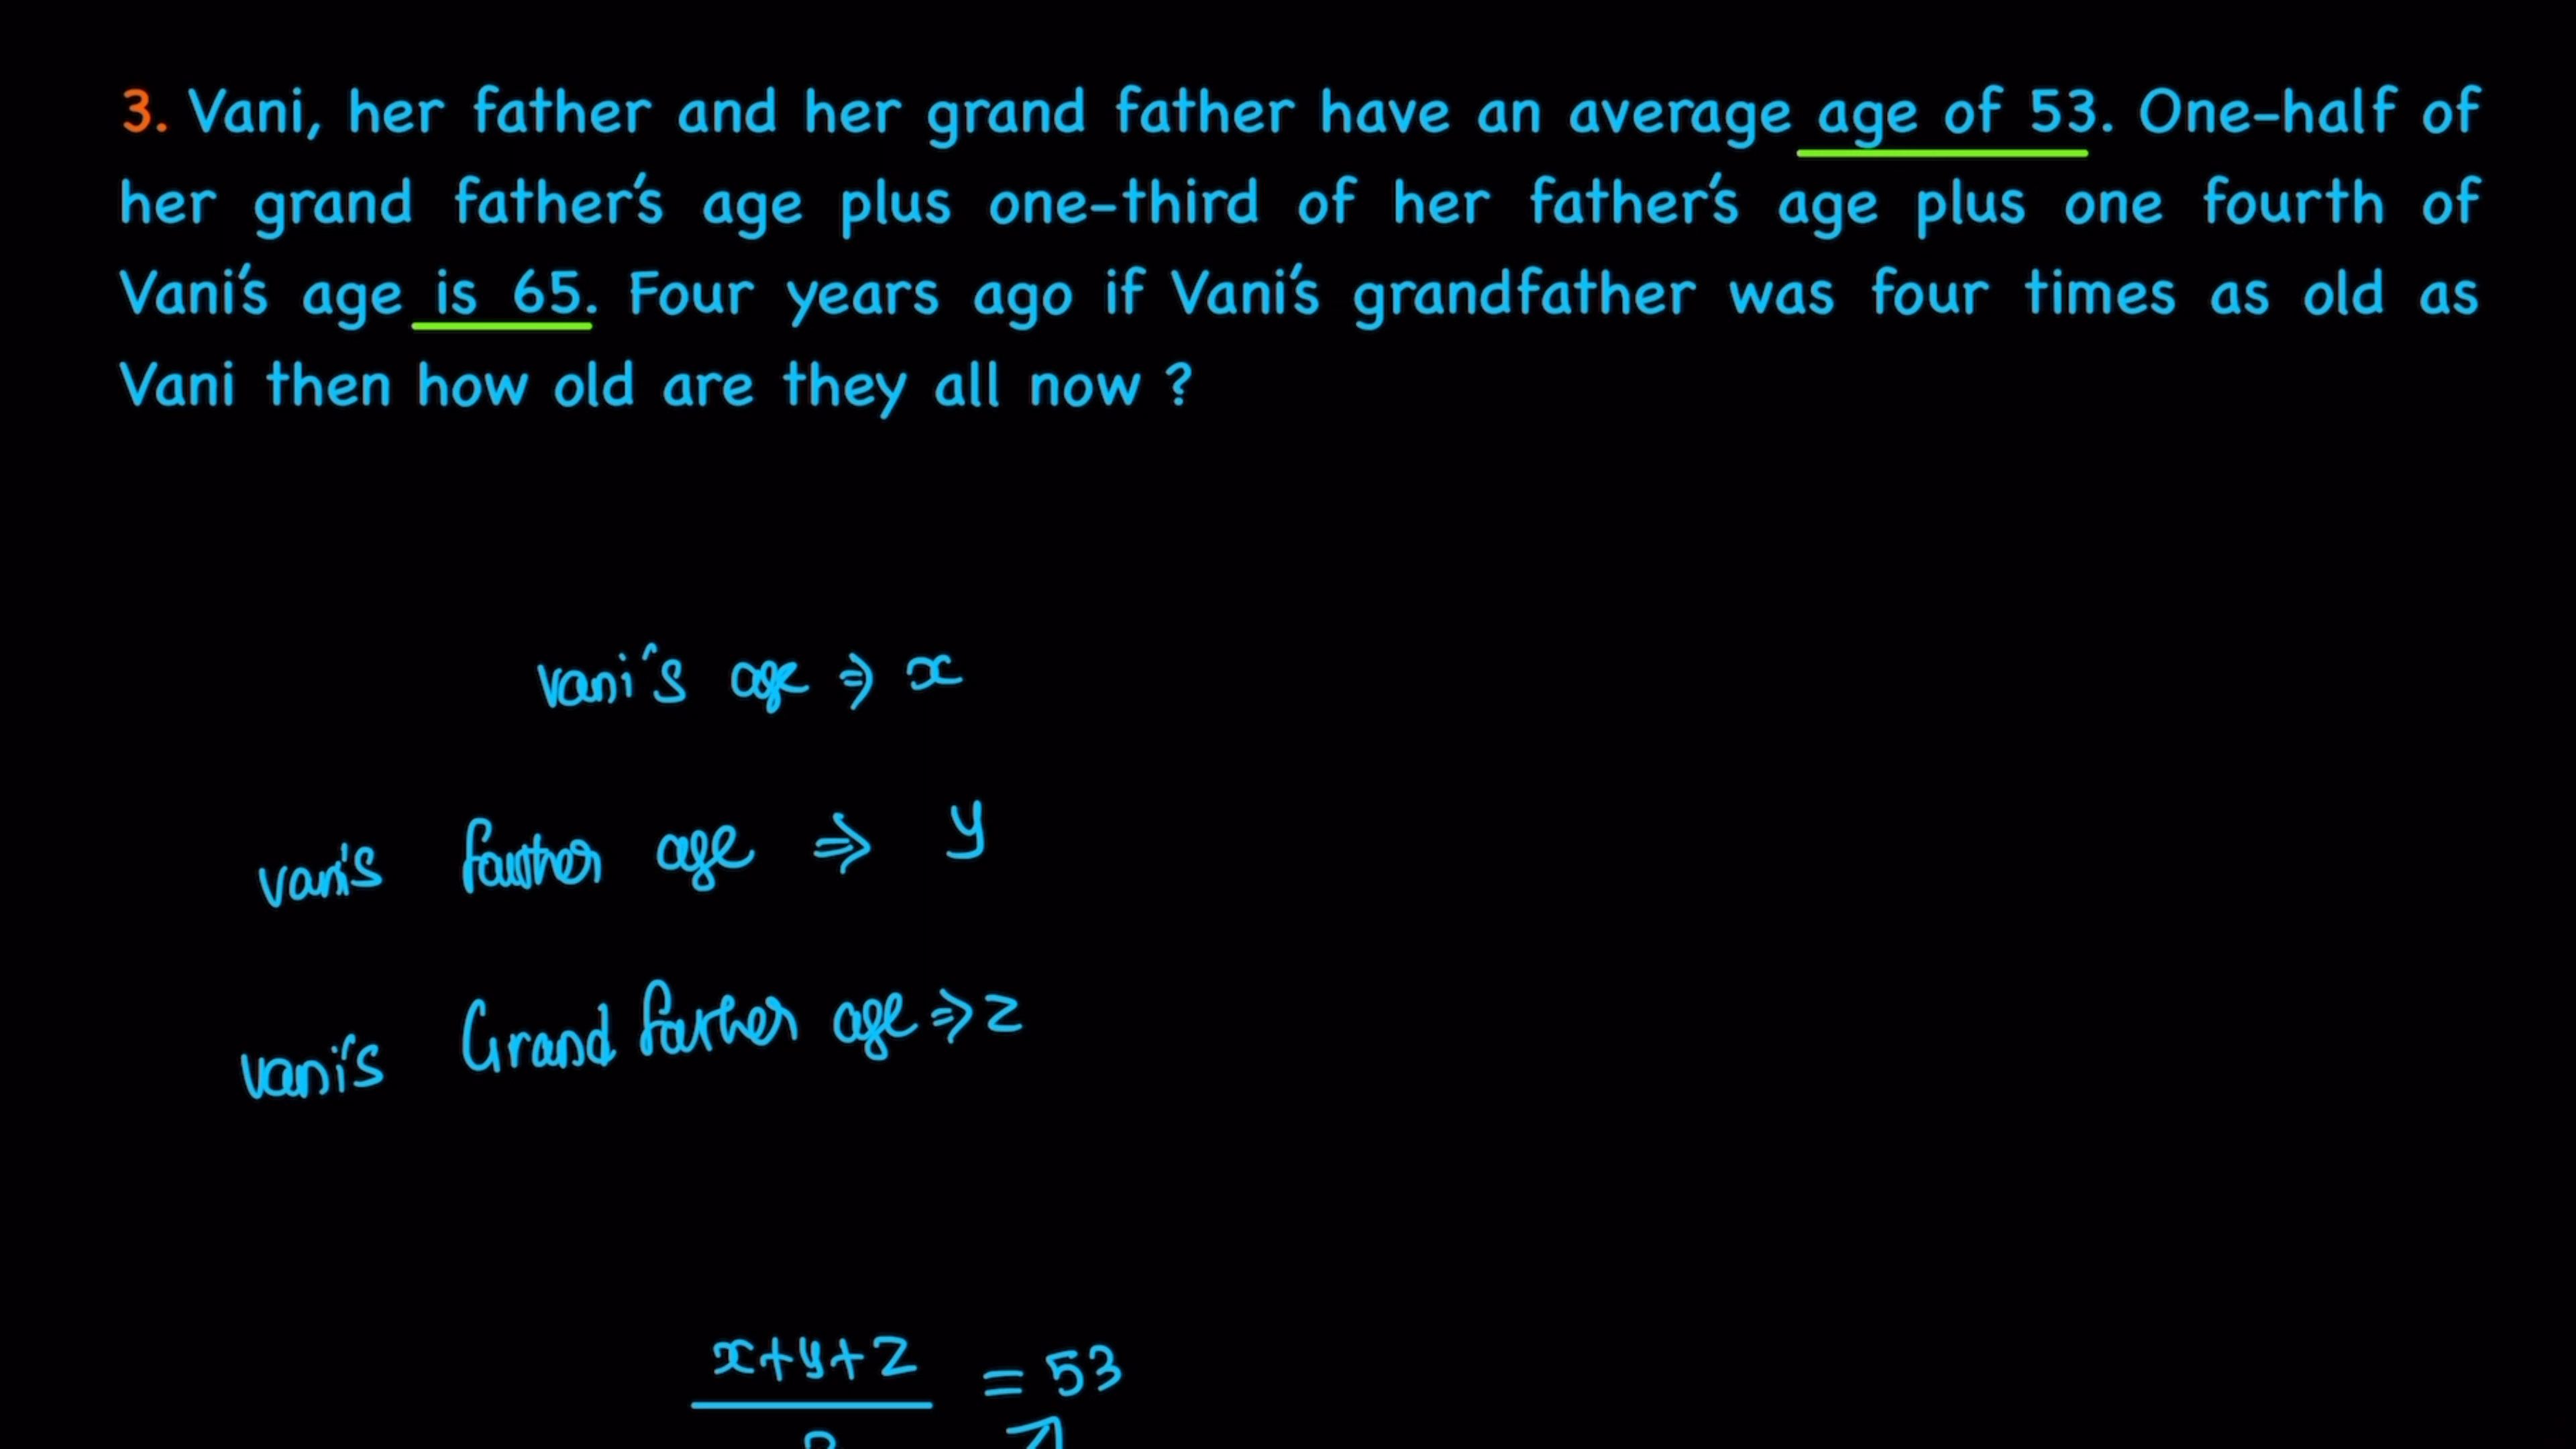 3. Vani, her father and her grand father have an average age of 53. One-half of
her grand father's age plus one-third of her father's age plus one fourth of
Vani's age is 65. Four years ago if Vani's grandfather was four times as old as
Vani then how old are they all now ?
vani's age ⇒ x
vani's father age ⇒ y
vani's Grand father age ⇒ z
x+y+z
= 53